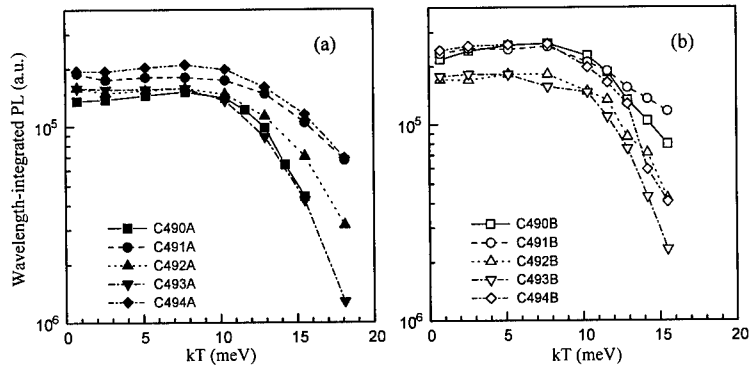 Wavelength-integrated PL (a.u.)
(a)
10^5
10^6
C490A
C491A
C492A
C493A
C494A
0 5 10 15 20
kT (meV)
(b)
10^5
10^6
C490B
C491B
C492B
C493B
C494B
0 5 10 15 20
kT (meV)